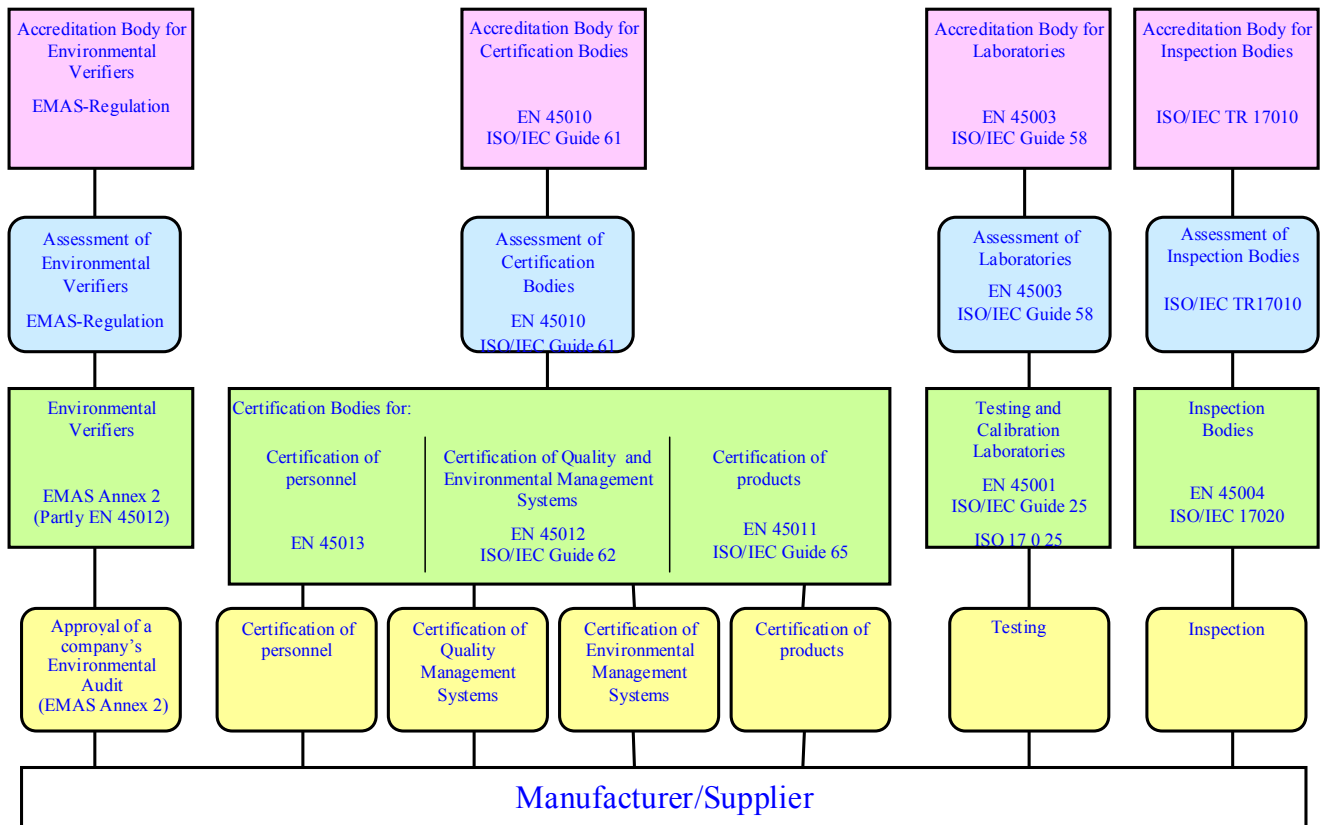 Accreditation Body for
Environmental
Verifiers
EMAS-Regulation
Accreditation Body for
Certification Bodies
EN 45010
ISO/IEC Guide 61
Accreditation Body for
Laboratories
EN 45003
ISO/IEC Guide 58
Accreditation Body for
Inspection Bodies
ISO/IEC TR 17010
Assessment of
Environmental
Verifiers
EMAS-Regulation
Assessment of
Certification
Bodies
EN 45010
ISO/IEC Guide 61
Assessment of
Laboratories
EN 45003
ISO/IEC Guide 58
Assessment of
Inspection Bodies
ISO/IEC TR17010
Environmental
Verifiers
EMAS Annex 2
(Partly EN 45012)
Certification Bodies for:
Certification of
personnel
EN 45013
Certification of Quality and
Environmental Management
Systems
EN 45012
ISO/IEC Guide 62
Certification of
products
EN 45011
ISO/IEC Guide 65
Testing and
Calibration
Laboratories
EN 45001
ISO/IEC Guide 25
ISO 17 0 25
Inspection
Bodies
EN 45004
ISO/IEC 17020
Approyal of a
company's
Environmental
Audit
(EMAS Annex 2)
Certification of
personnel
Certification of
Quality
Management
Systems
Certification of
Environmental
Management
Systems
Certification of
products
Testing
Inspection
Manufacturer/Supplier